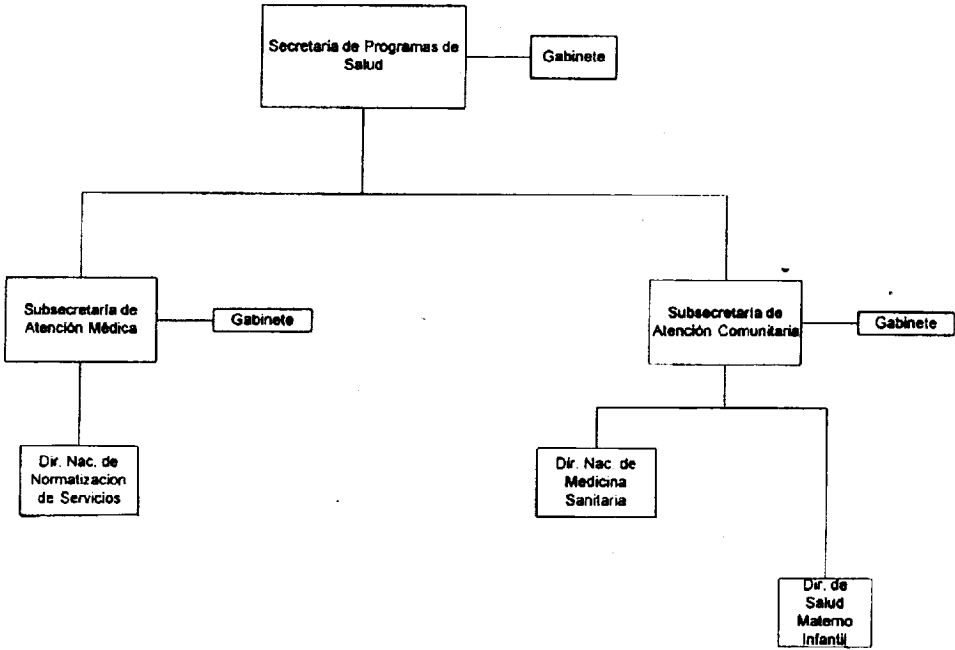 Secretaría de Programas de
Salud
Gabinete
Subsecretaría de
Atención Médica
Gabinete
Subsecretaría de
Atención Comunitaria
Gabinete
Dir. Nac. de
Normatización
de Servicios
Dir. Nac. de
Medicina
Sanitaria
Dir. de
Salud
Materno
Infantil